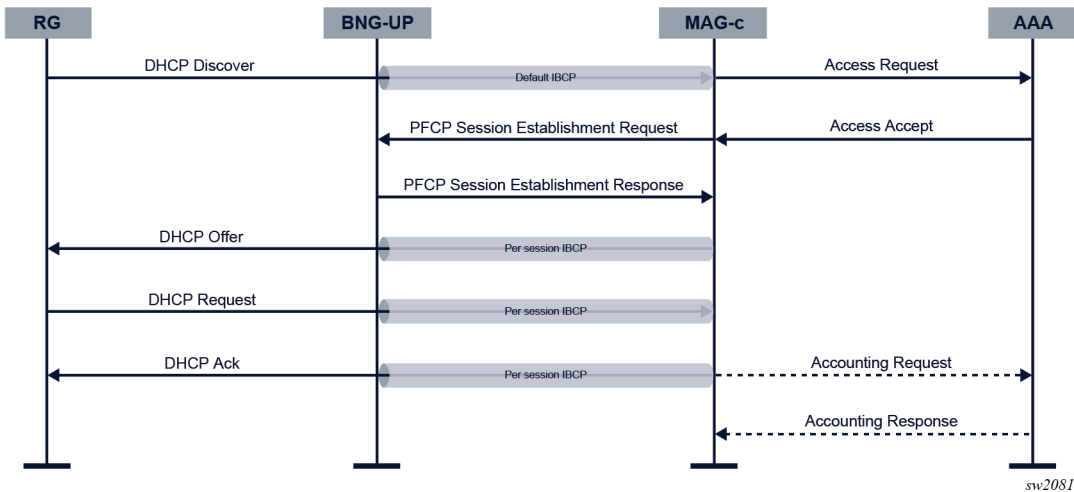 RG
BNG-UP
MAG-c
AAA
DHCP Discover
Default IBCP
Access Request
PFCP Session Establishment Request
Access Accept
PFCP Session Establishment Response
DHCP Offer
Per session IBCP
DHCP Request
Per session IBCP
DHCP Ack
Per session IBCP
Accounting Request
Accounting Response
sw2081